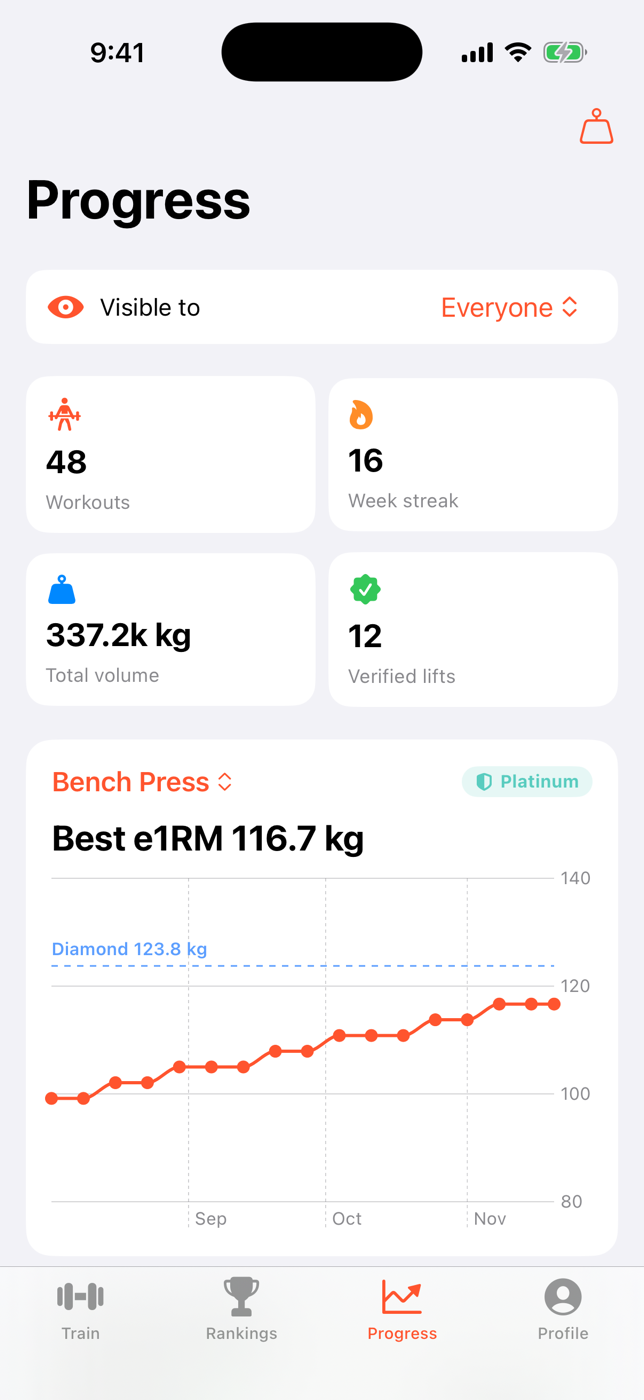 9:41
Progress
Visible to
Everyone
48
Workouts
16
Week streak
337.2k kg
Total volume
12
Verified lifts
Bench Press
Platinum
Best e1RM 116.7 kg
140
Diamond 123.8 kg
120
100
80
Sep
Oct
Nov
Train
Rankings
Progress
Profile